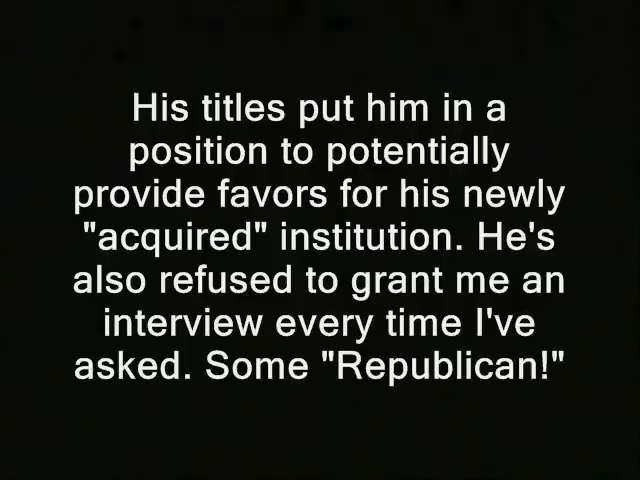 His titles put him in a
position to potentially
provide favors for his newly
"acquired" institution. He's
also refused to grant me an
interview every time I've
asked. Some "Republican!"